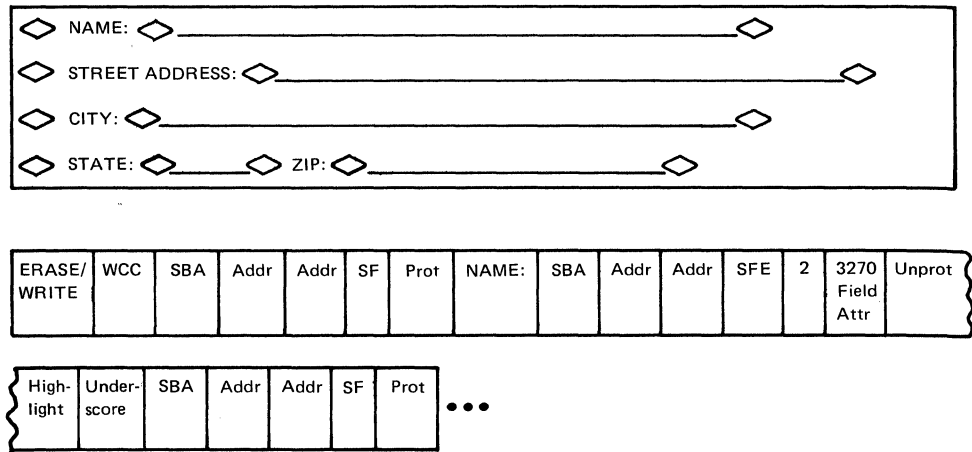 NAME:
STREET ADDRESS:
CITY:
STATE: ZIP:
ERASE/ WRITE WCC SBA Addr Addr SF Prot NAME: SBA Addr Addr SFE 2 3270 Field Attr Unprot
High-light Under-score SBA Addr Addr SF Prot •••